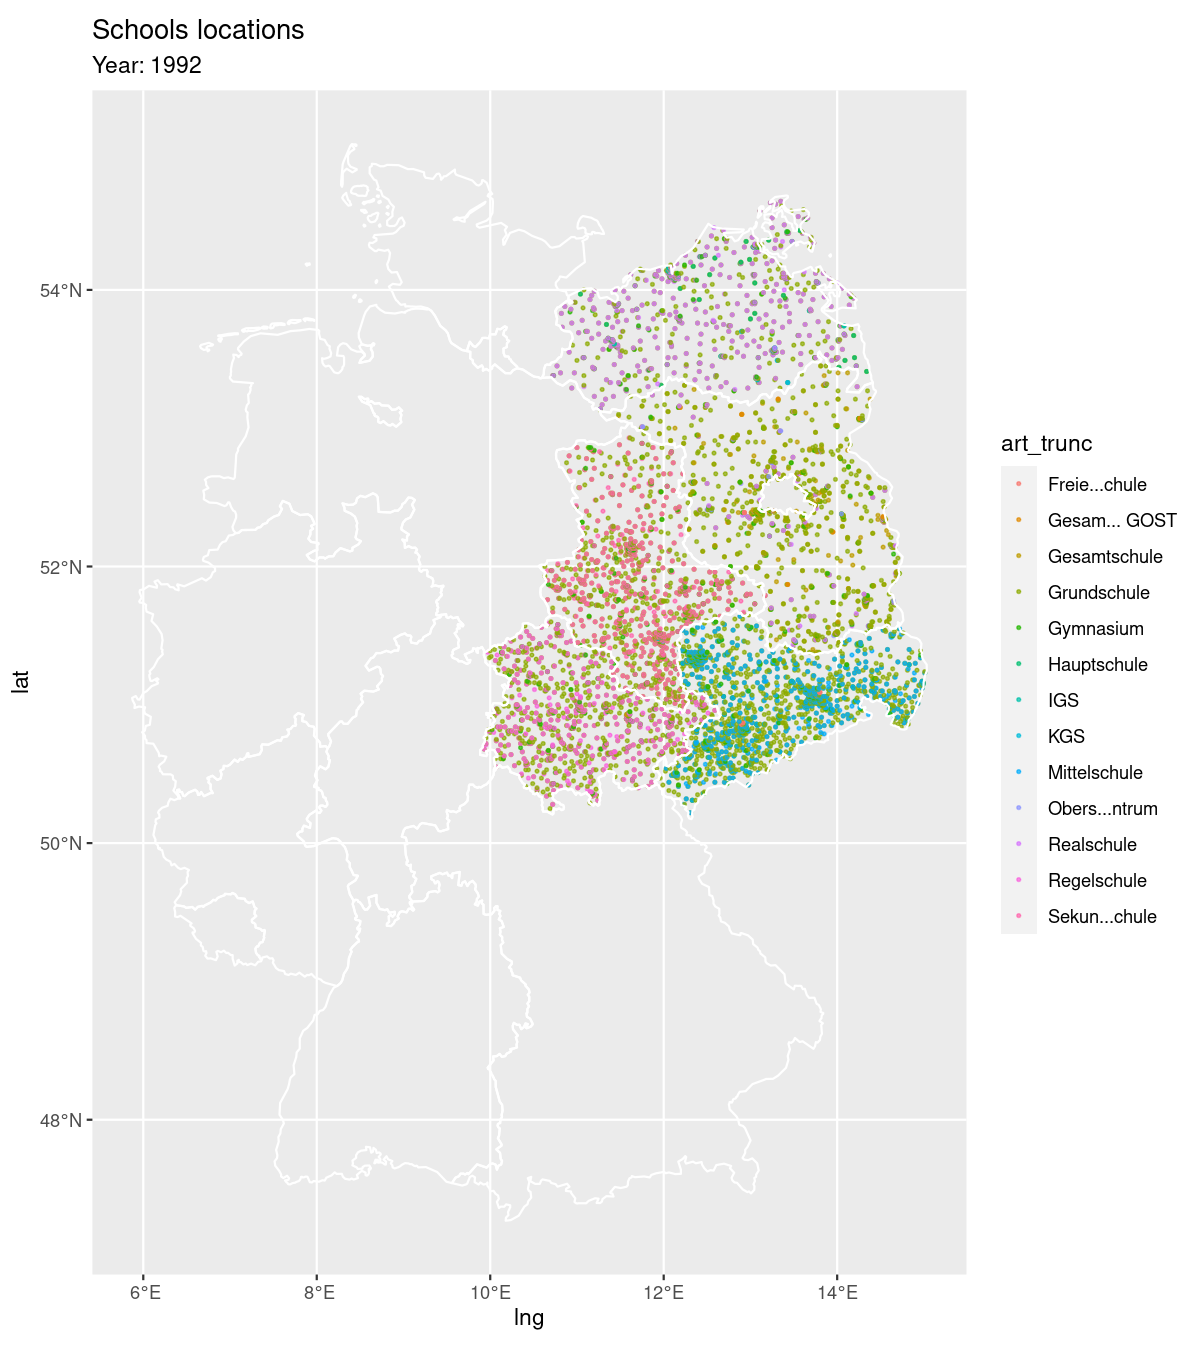 Schools locations
Year: 1992
54°N
52°N
50°N
48°N
lat
6°E
8°E
10°E
12°E
14°E
lng
art_trunc
Freie...chule
Gesam... GOST
Gesamtschule
Grundschule
Gymnasium
Hauptschule
IGS
KGS
Mittelschule
Obers...ntrum
Realschule
Regelschule
Sekun...chule